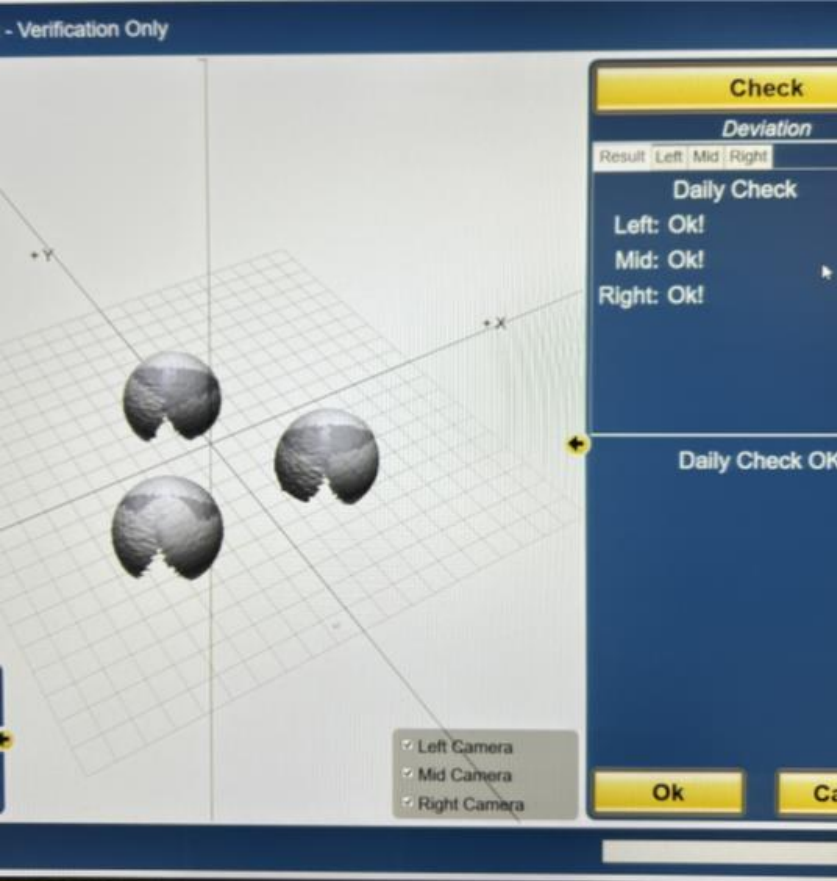 - Verification Only
Check
Deviation
Result Left Mid Right
Daily Check
Left: Ok!
Mid: Ok!
Right: Ok!
+Y
+X
Daily Check OK
Left Camera
Mid Camera
Right Camera
Ok